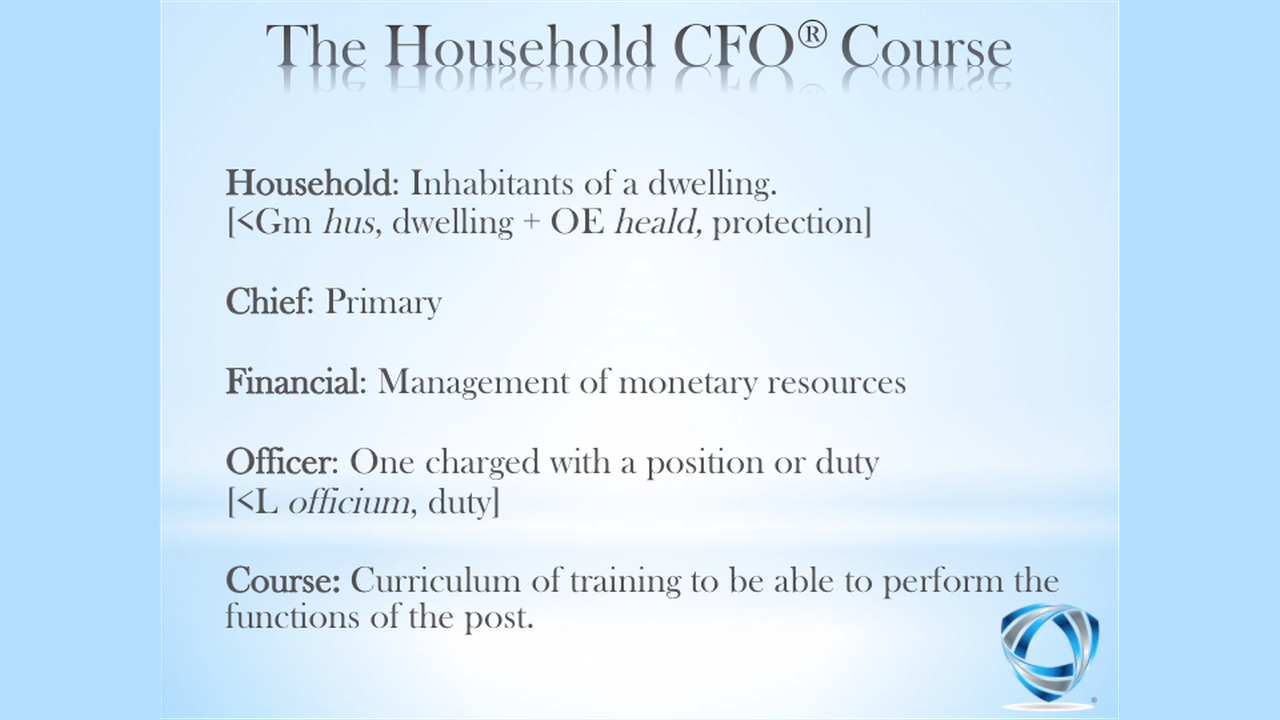 The Household CFO® Course
Household: Inhabitants of a dwelling.
[<Gm hus, dwelling + OE heald, protection]
Chief: Primary
Financial: Management of monetary resources
Officer: One charged with a position or duty
[<L officium, duty]
Course: Curriculum of training to be able to perform the
functions of the post.
®